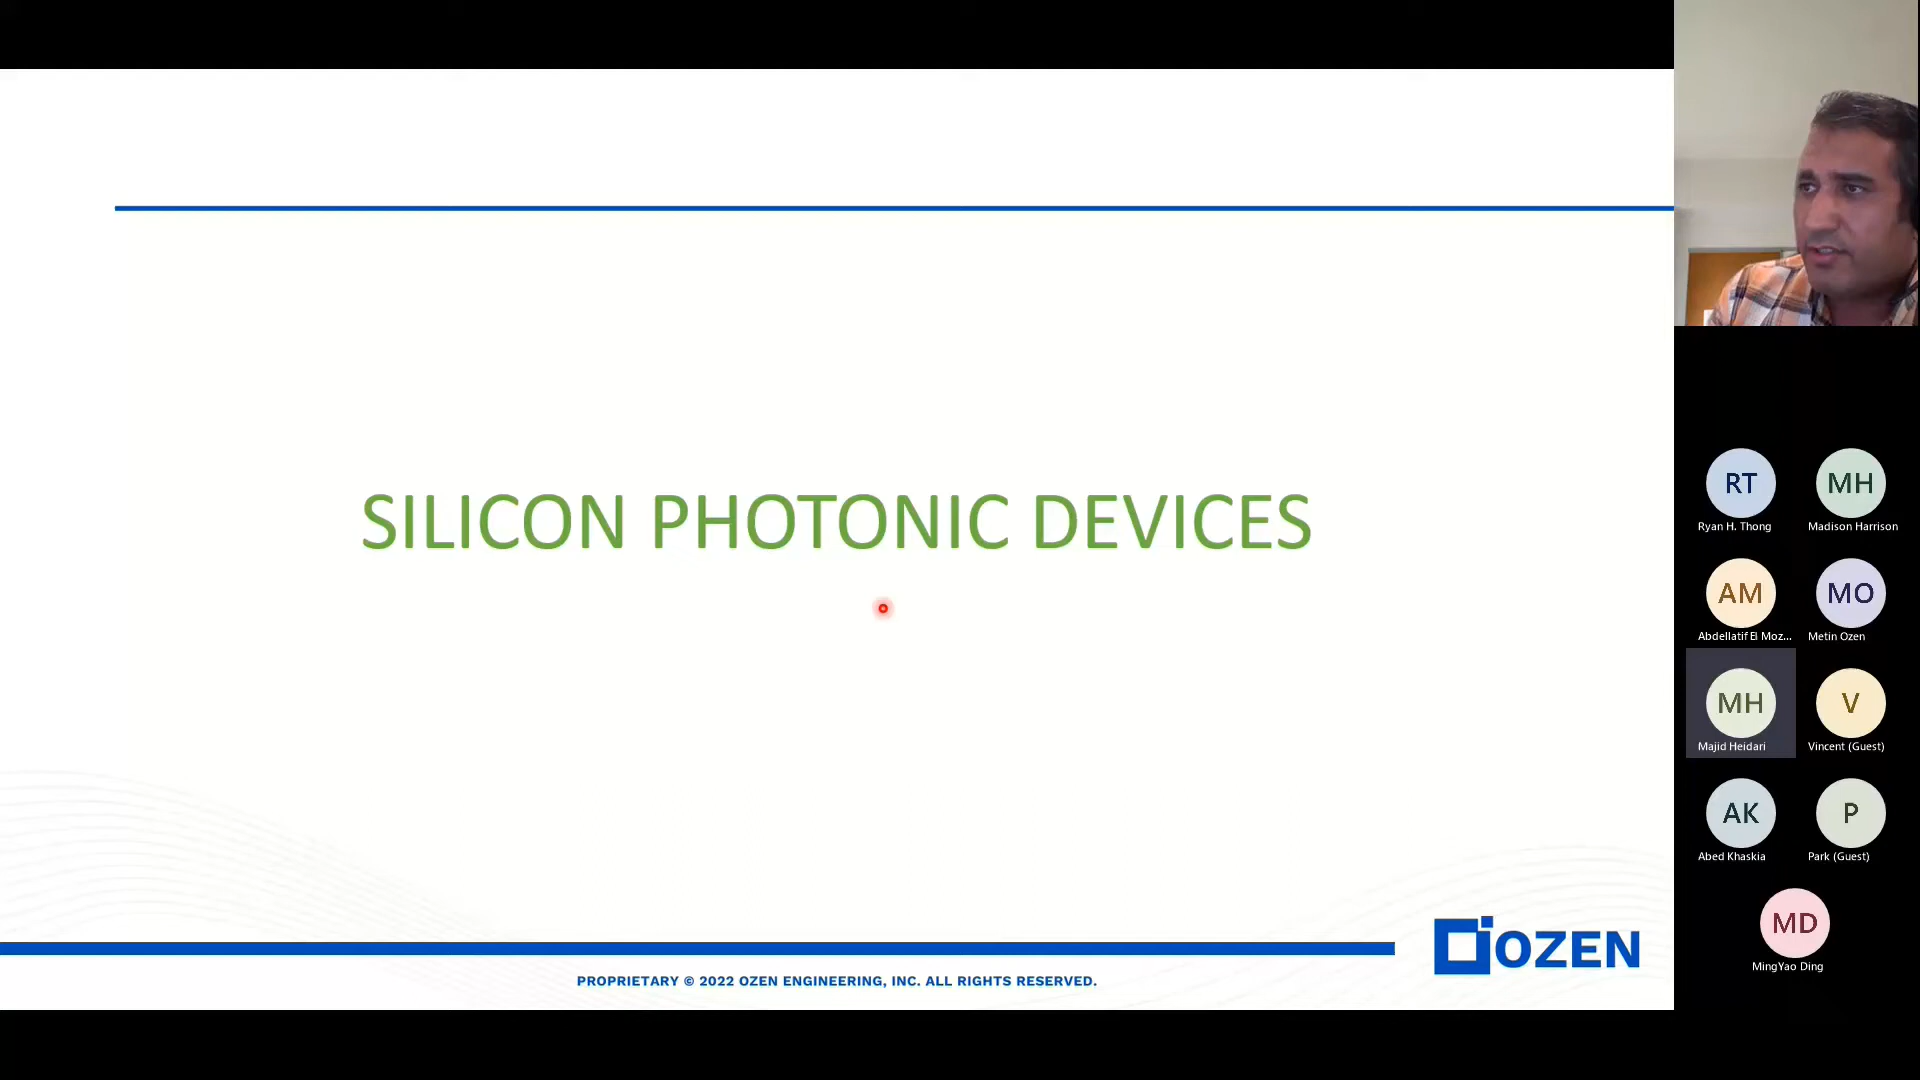 SILICON PHOTONIC DEVICES
OZEN
PROPRIETARY © 2022 OZEN ENGINEERING, INC. ALL RIGHTS RESERVED.
RT
Ryan H. Thong
MH
Madison Harrison
AM
Abdellatif El Moz...
MO
Metin Ozen
MH
Majid Heidari
V
Vincent (Guest)
AK
Abed Khaskia
P
Park (Guest)
MD
MingYao Ding